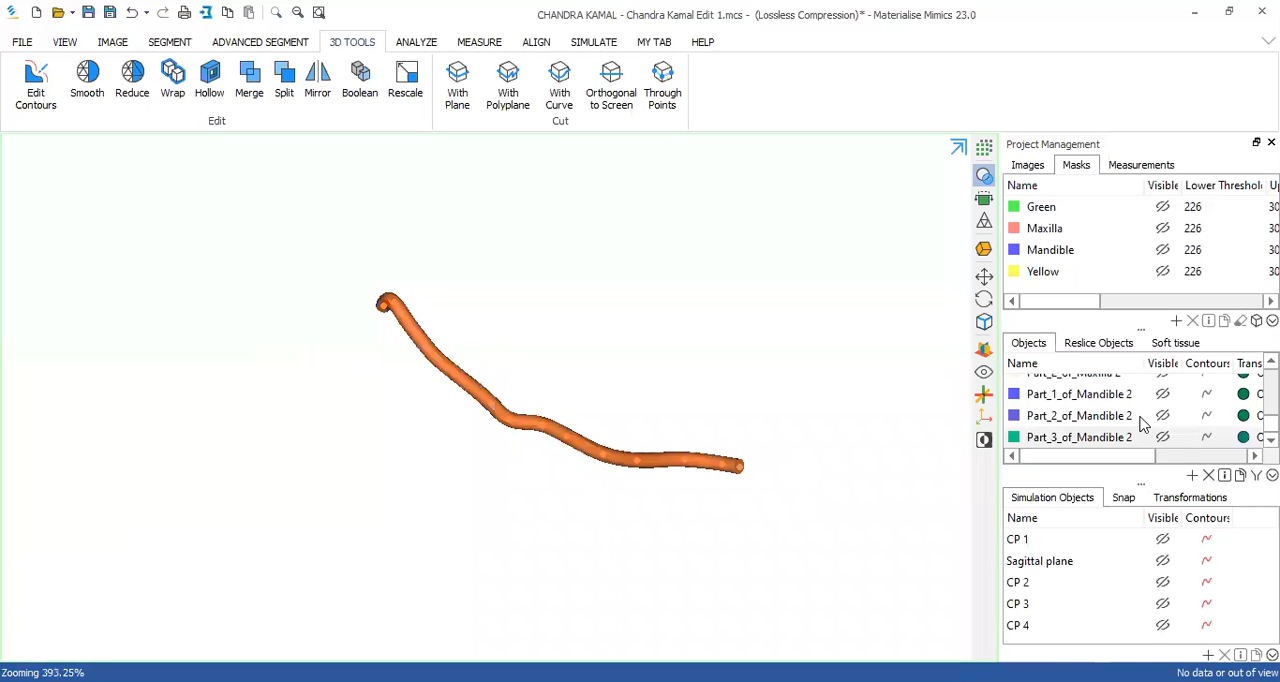 CHANDRA KAMAL - Chandra Kamal Edit 1.mcs - (Lossless Compression)* - Materialise Mimics 23.0
FILE VIEW IMAGE SEGMENT ADVANCED SEGMENT 3D TOOLS ANALYZE MEASURE ALIGN SIMULATE MY TAB HELP
Edit Contours Smooth Reduce Wrap Hollow Merge Split Mirror Boolean Rescale With Plane With Polyplane With Curve Orthogonal to Screen Through Points
Edit Cut
Project Management
Images Masks Measurements
Name Visible Lower Threshold
Green 226
Maxilla 226
Mandible 226
Yellow 226
Objects Reslice Objects Soft tissue
Name Visible Contours Trans
Part_2_of_Maxilla 2
Part_1_of_Mandible 2
Part_2_of_Mandible 2
Part_3_of_Mandible 2
Simulation Objects Snap Transformations
Name Visible Contours
CP 1
Sagittal plane
CP 2
CP 3
CP 4
Zooming 393.25% No data or out of view